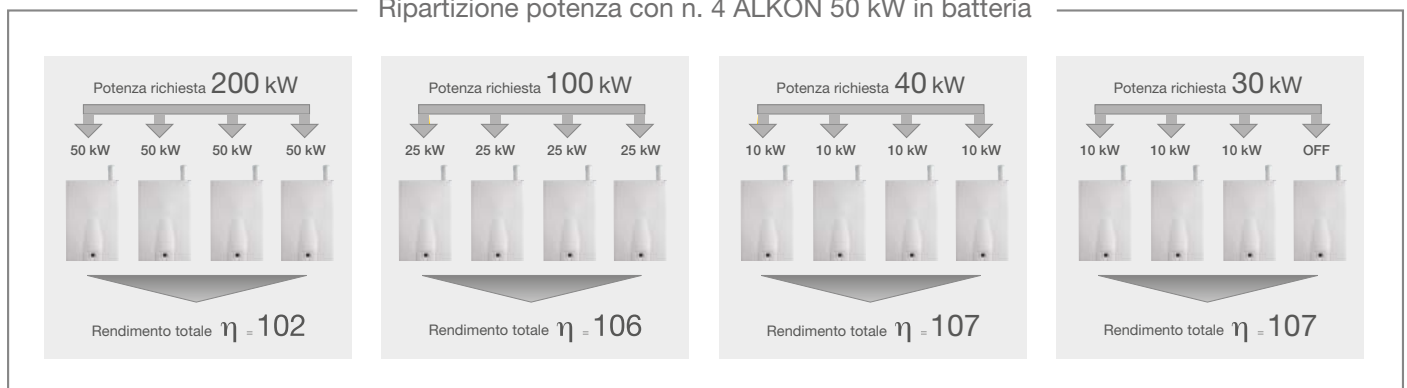 Ripartizione potenza con n. 4 ALKON 50 kW in batteria
Potenza richiesta 200 kW
50 kW 50 kW 50 kW 50 kW
Rendimento totale η = 102
Potenza richiesta 100 kW
25 kW 25 kW 25 kW 25 kW
Rendimento totale η = 106
Potenza richiesta 40 kW
10 kW 10 kW 10 kW 10 kW
Rendimento totale η = 107
Potenza richiesta 30 kW
10 kW 10 kW 10 kW OFF
Rendimento totale η = 107